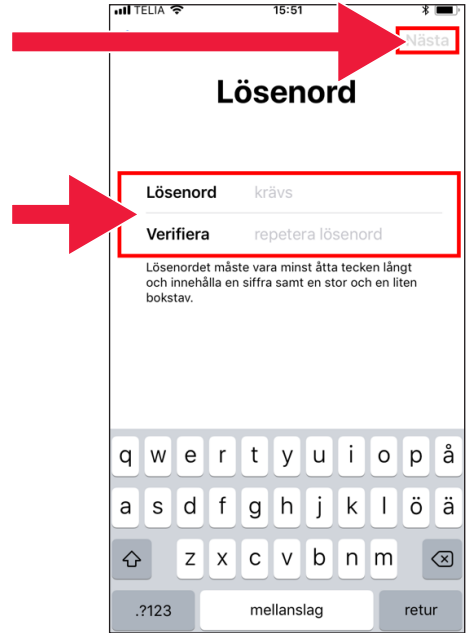 TELIA 15:51
Nästa
Lösenord
Lösenord krävs
Verifiera repetera lösenord
Lösenordet måste vara minst åtta tecken långt
och innehålla en siffra samt en stor och en liten
bokstav.
q w e r t y u i o p å
a s d f g h j k l ö ä
z x c v b n m
.?123 mellanslag retur